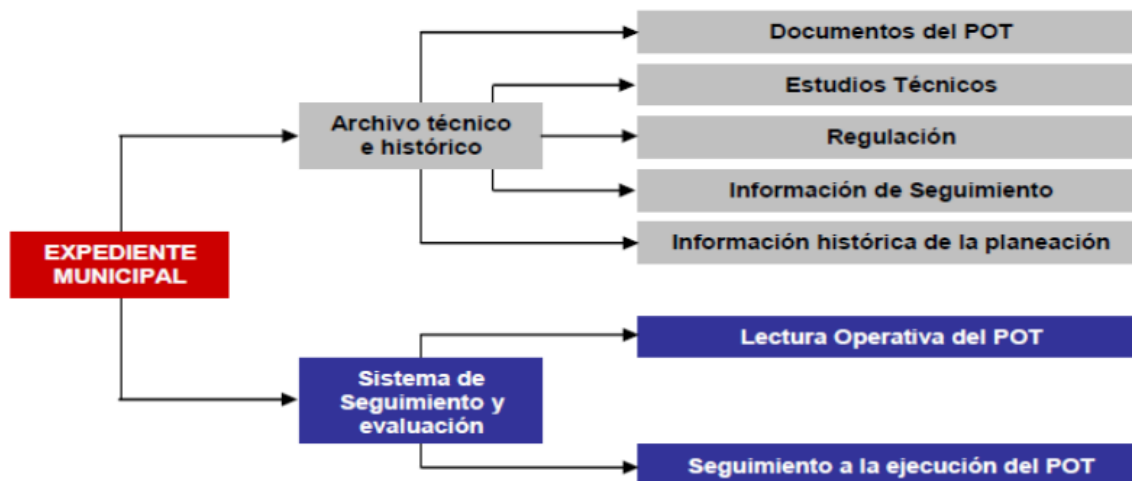 Documentos del POT
Estudios Técnicos
Archivo técnico
e histórico
Regulación
Información de Seguimiento
Información histórica de la planeación
EXPEDIENTE
MUNICIPAL
Lectura Operativa del POT
Sistema de
Seguimiento y
evaluación
Seguimiento a la ejecución del POT